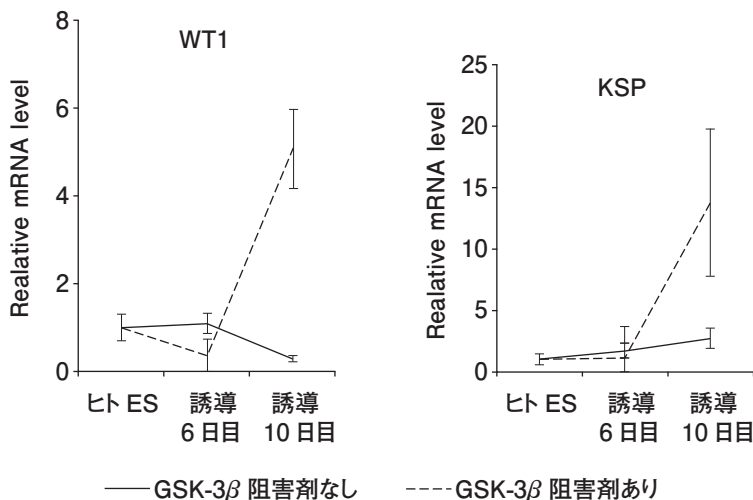 WT1
Realative mRNA level
8
6
4
2
0
ヒト ES
誘導
6 日目
誘導
10 日目
KSP
Realative mRNA level
25
20
15
10
5
0
ヒト ES
誘導
6 日目
誘導
10 日目
GSK-3β 阻害剤なし
GSK-3β 阻害剤あり